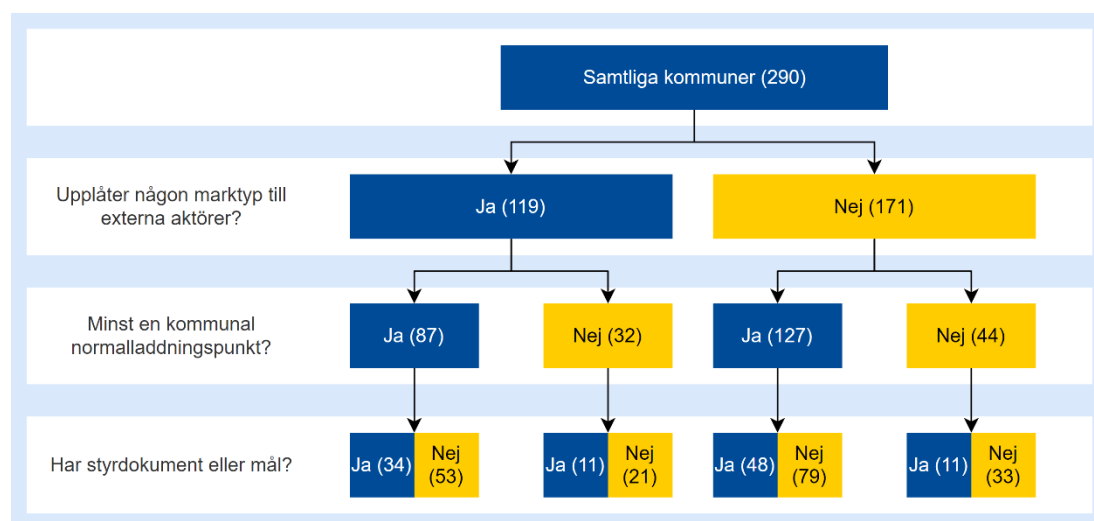 Samtliga kommuner (290)
Upplåter någon marktyp till
externa aktörer?
Ja (119)
Nej (171)
Minst en kommunal
normalladdningspunkt?
Ja (87)
Nej (32)
Ja (127)
Nej (44)
Har styrdokument eller mål?
Ja (34)
Nej
(53)
Ja (11)
Nej
(21)
Ja (48)
Nej
(79)
Ja (11)
Nej
(33)